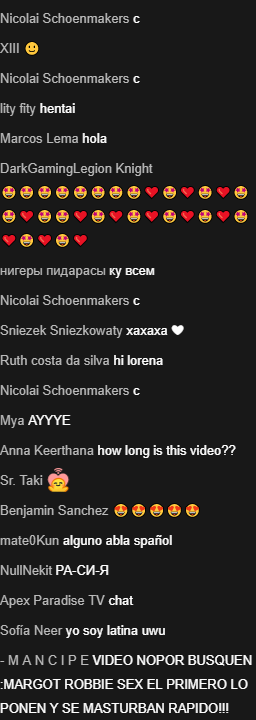 Nicolai Schoenmakers c
XIII 🙂
Nicolai Schoenmakers c
lity fity hentai
Marcos Lema hola
DarkGamingLegion Knight
🤩🤩🤩🤩🤩🤩🤩🤩❤🤩❤🤩❤🤩
🤩❤🤩🤩❤🤩❤🤩❤🤩❤🤩❤🤩
❤🤩❤🤩❤
нигеры пидарасы ку всем
Nicolai Schoenmakers c
Sniezek Sniezkowaty xaxaxa 🤍
Ruth costa da silva hi lorena
Nicolai Schoenmakers c
Mya AYYYE
Anna Keerthana how long is this video??
Sr. Taki
Benjamin Sanchez 😍😍😍😍😍
mate0Kun alguno abla spañol
NullNekit РА-СИ-Я
Apex Paradise TV chat
Sofía Neer yo soy latina uwu
- M A N C I P E VIDEO NOPOR BUSQUEN
:MARGOT ROBBIE SEX EL PRIMERO LO
PONEN Y SE MASTURBAN RAPIDO!!!